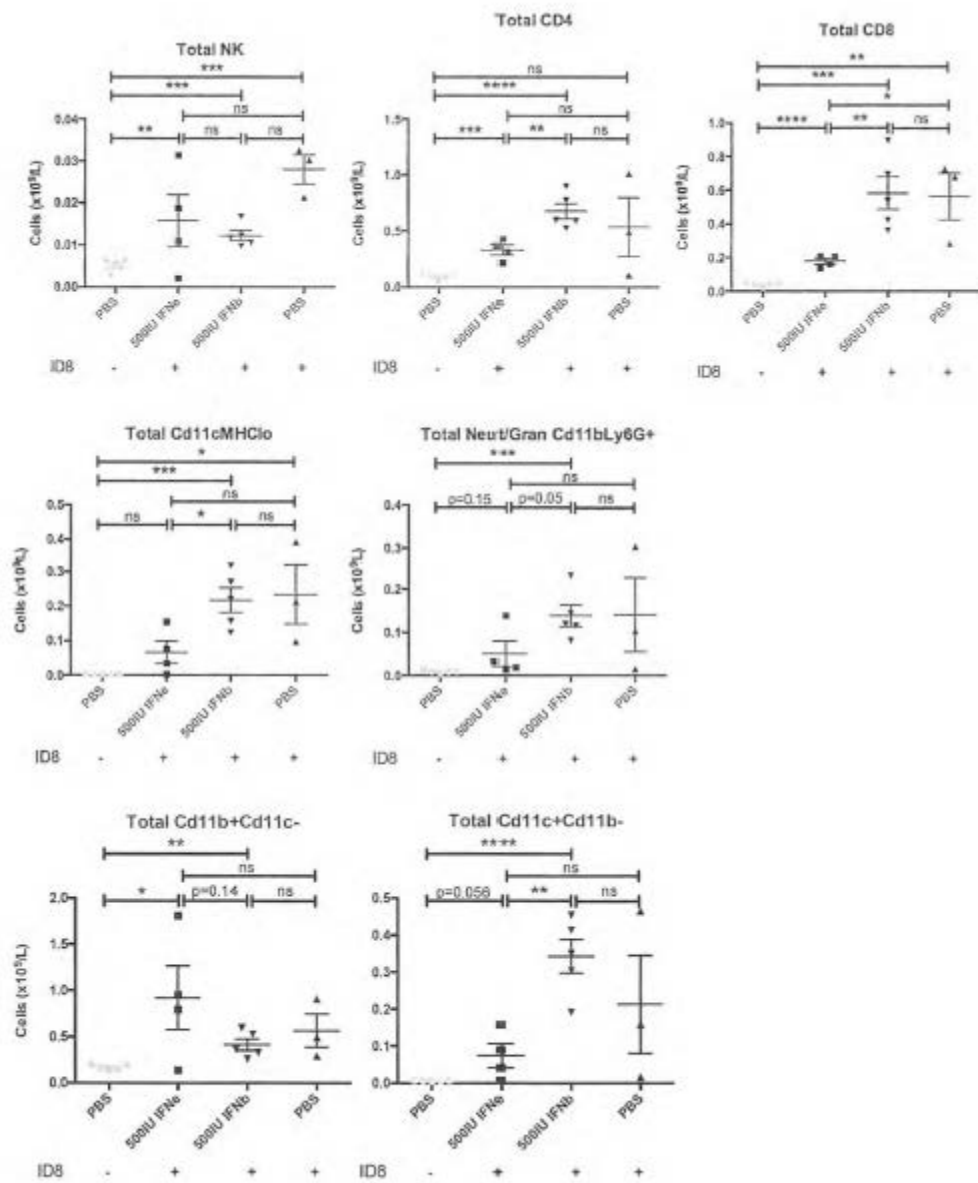 Total NK
***
***
ns
**
ns
ns
Cells (x10⁹/L)
0.04
0.03
0.02
0.01
0.00
PBS
500IU IFNe
500IU IFNb
PBS
ID8
-
+
+
+
Total CD4
ns
****
ns
***
**
ns
Cells (x10⁹/L)
1.5
1.0
0.5
0.0
PBS
500IU IFNe
500IU IFNb
PBS
ID8
-
+
+
+
Total CD8
**
***
*
****
**
ns
Cells (x10⁹/L)
1.0
0.8
0.6
0.4
0.2
0.0
PBS
500IU IFNe
500IU IFNb
PBS
ID8
-
+
+
+
Total Cd11cMHClo
*
***
ns
ns
*
ns
Cells (x10⁹/L)
0.5
0.4
0.3
0.2
0.1
0.0
PBS
500IU IFNe
500IU IFNb
PBS
ID8
-
+
+
+
Total Neut/Gran Cd11bLy6G+
***
ns
p=0.15
p=0.05
ns
Cells (x10⁹/L)
0.4
0.3
0.2
0.1
0.0
PBS
500IU IFNe
500IU IFNb
PBS
ID8
-
+
+
+
Total Cd11b+Cd11c-
**
ns
*
p=0.14
ns
Cells (x10⁹/L)
2.0
1.5
1.0
0.5
0.0
PBS
500IU IFNe
500IU IFNb
PBS
ID8
-
+
+
+
Total Cd11c+Cd11b-
****
ns
p=0.056
**
ns
Cells (x10⁹/L)
0.5
0.4
0.3
0.2
0.1
0.0
PBS
500IU IFNe
500IU IFNb
PBS
ID8
-
+
+
+